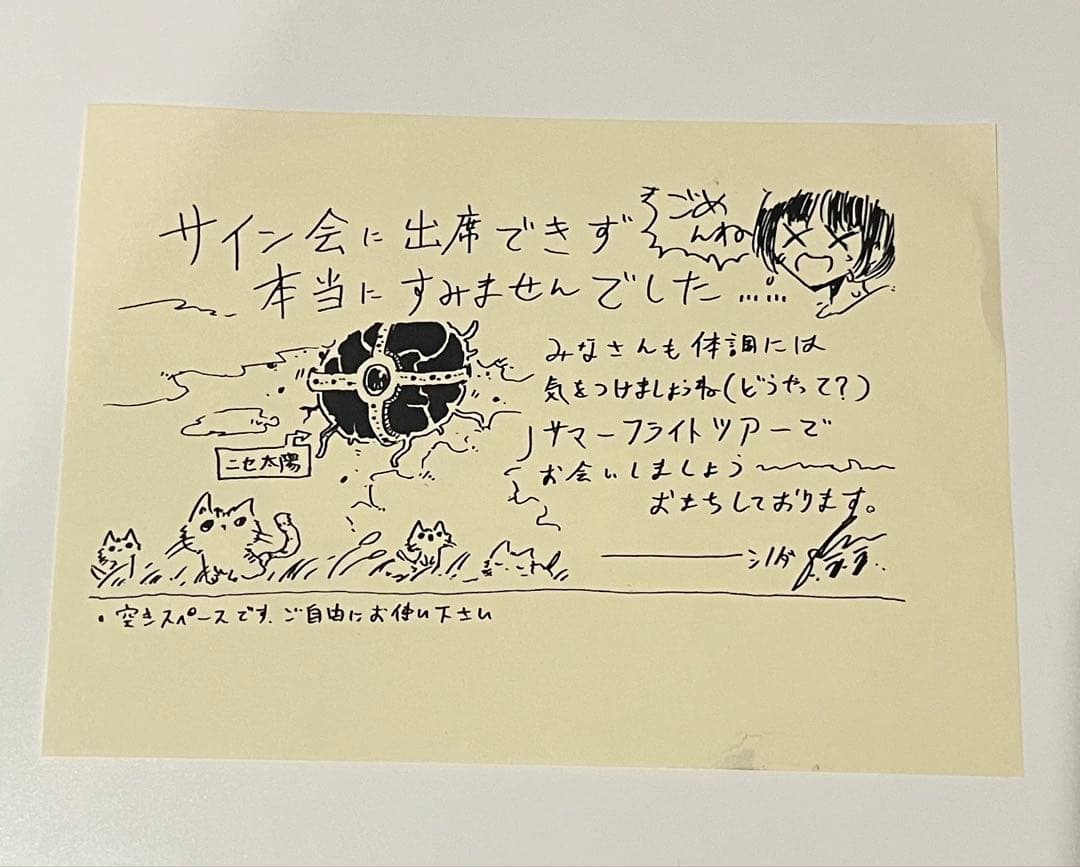 サイン会に出席できず
本当にすみませんでした……
ごめ
んね
みなさんも体調には
気をつけましょうね(どうやって?)
サマーフライトツアーで
お会いしましょう
おまちしております。
シノダ
ニセ太陽
・空きスペースです、ご自由にお使い下さい